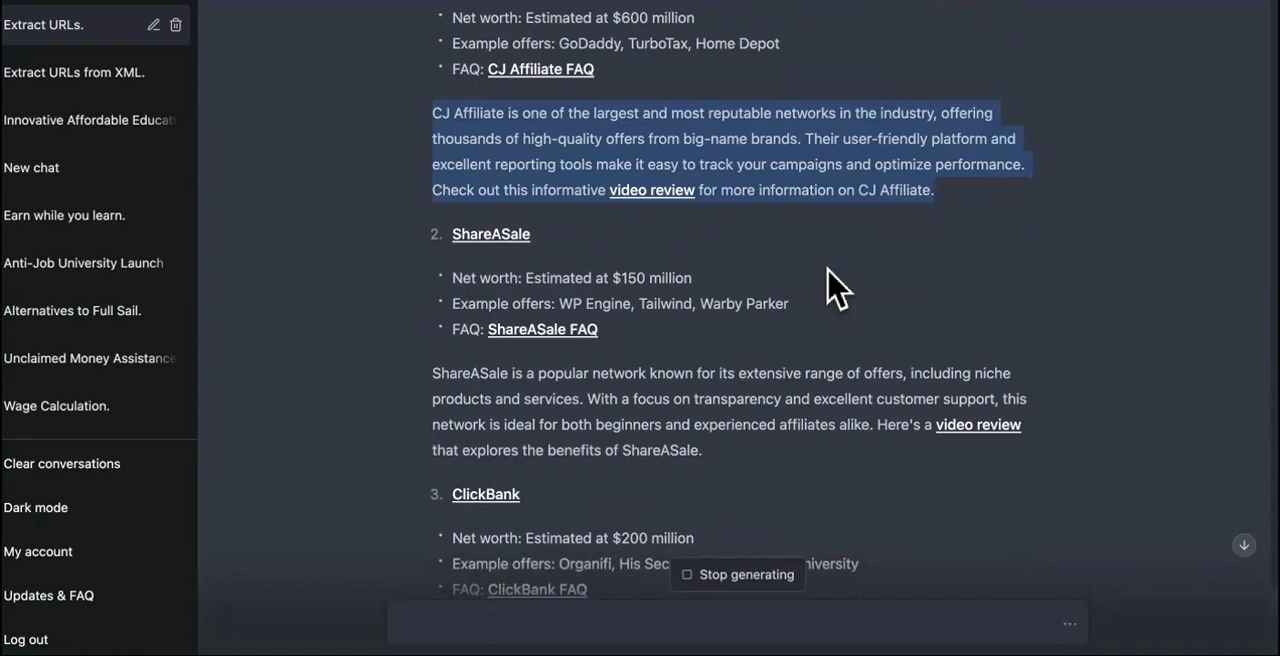 Extract URLs.
Extract URLs from XML.
Innovative Affordable Educat
New chat
Earn while you learn.
Anti-Job University Launch
Alternatives to Full Sail.
Unclaimed Money Assistance
Wage Calculation.
Clear conversations
Dark mode
My account
Updates & FAQ
Log out
• Net worth: Estimated at $600 million
• Example offers: GoDaddy, TurboTax, Home Depot
• FAQ: CJ Affiliate FAQ
CJ Affiliate is one of the largest and most reputable networks in the industry, offering
thousands of high-quality offers from big-name brands. Their user-friendly platform and
excellent reporting tools make it easy to track your campaigns and optimize performance.
Check out this informative video review for more information on CJ Affiliate.
2. ShareASale
• Net worth: Estimated at $150 million
• Example offers: WP Engine, Tailwind, Warby Parker
• FAQ: ShareASale FAQ
ShareASale is a popular network known for its extensive range of offers, including niche
products and services. With a focus on transparency and excellent customer support, this
network is ideal for both beginners and experienced affiliates alike. Here's a video review
that explores the benefits of ShareASale.
3. ClickBank
• Net worth: Estimated at $200 million
• Example offers: Organifi, His Sec niversity
• FAQ: ClickBank FAQ
Stop generating